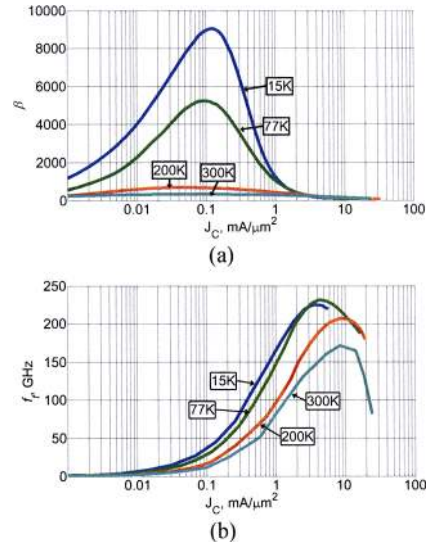 (a)
10000
8000
6000
4000
2000
0
β
15K
77K
200K
300K
0.01 0.1 1 10 100
J_C, mA/μm²
(a)
250
200
150
100
50
0
f_T, GHz
15K
77K
300K
200K
0.01 0.1 1 10 100
J_C, mA/μm²
(b)